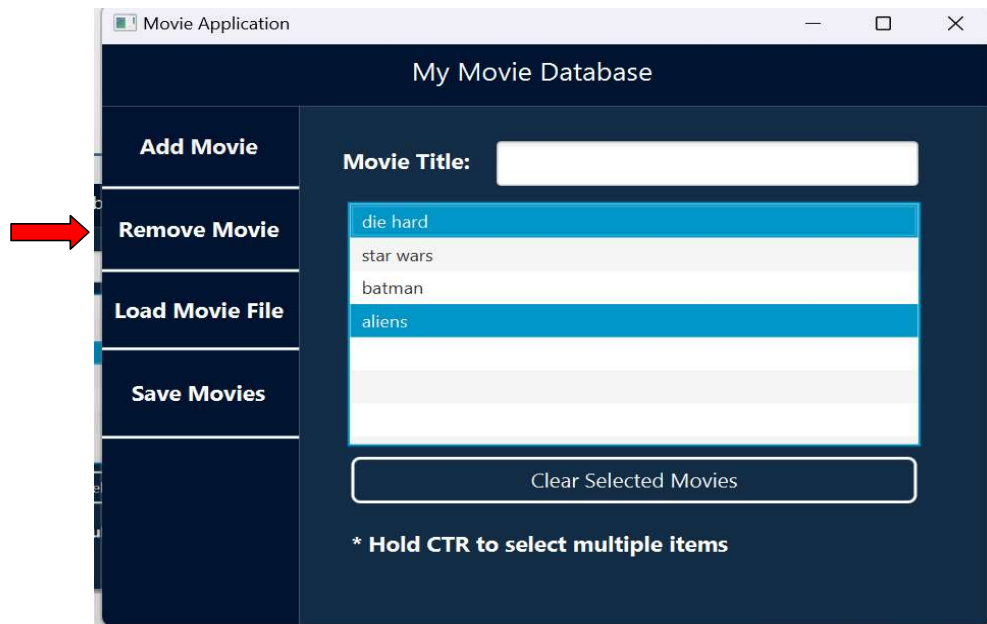 Movie Application
My Movie Database
Add Movie
Remove Movie
Load Movie File
Save Movies
Movie Title:
die hard
star wars
batman
aliens
Clear Selected Movies
* Hold CTR to select multiple items